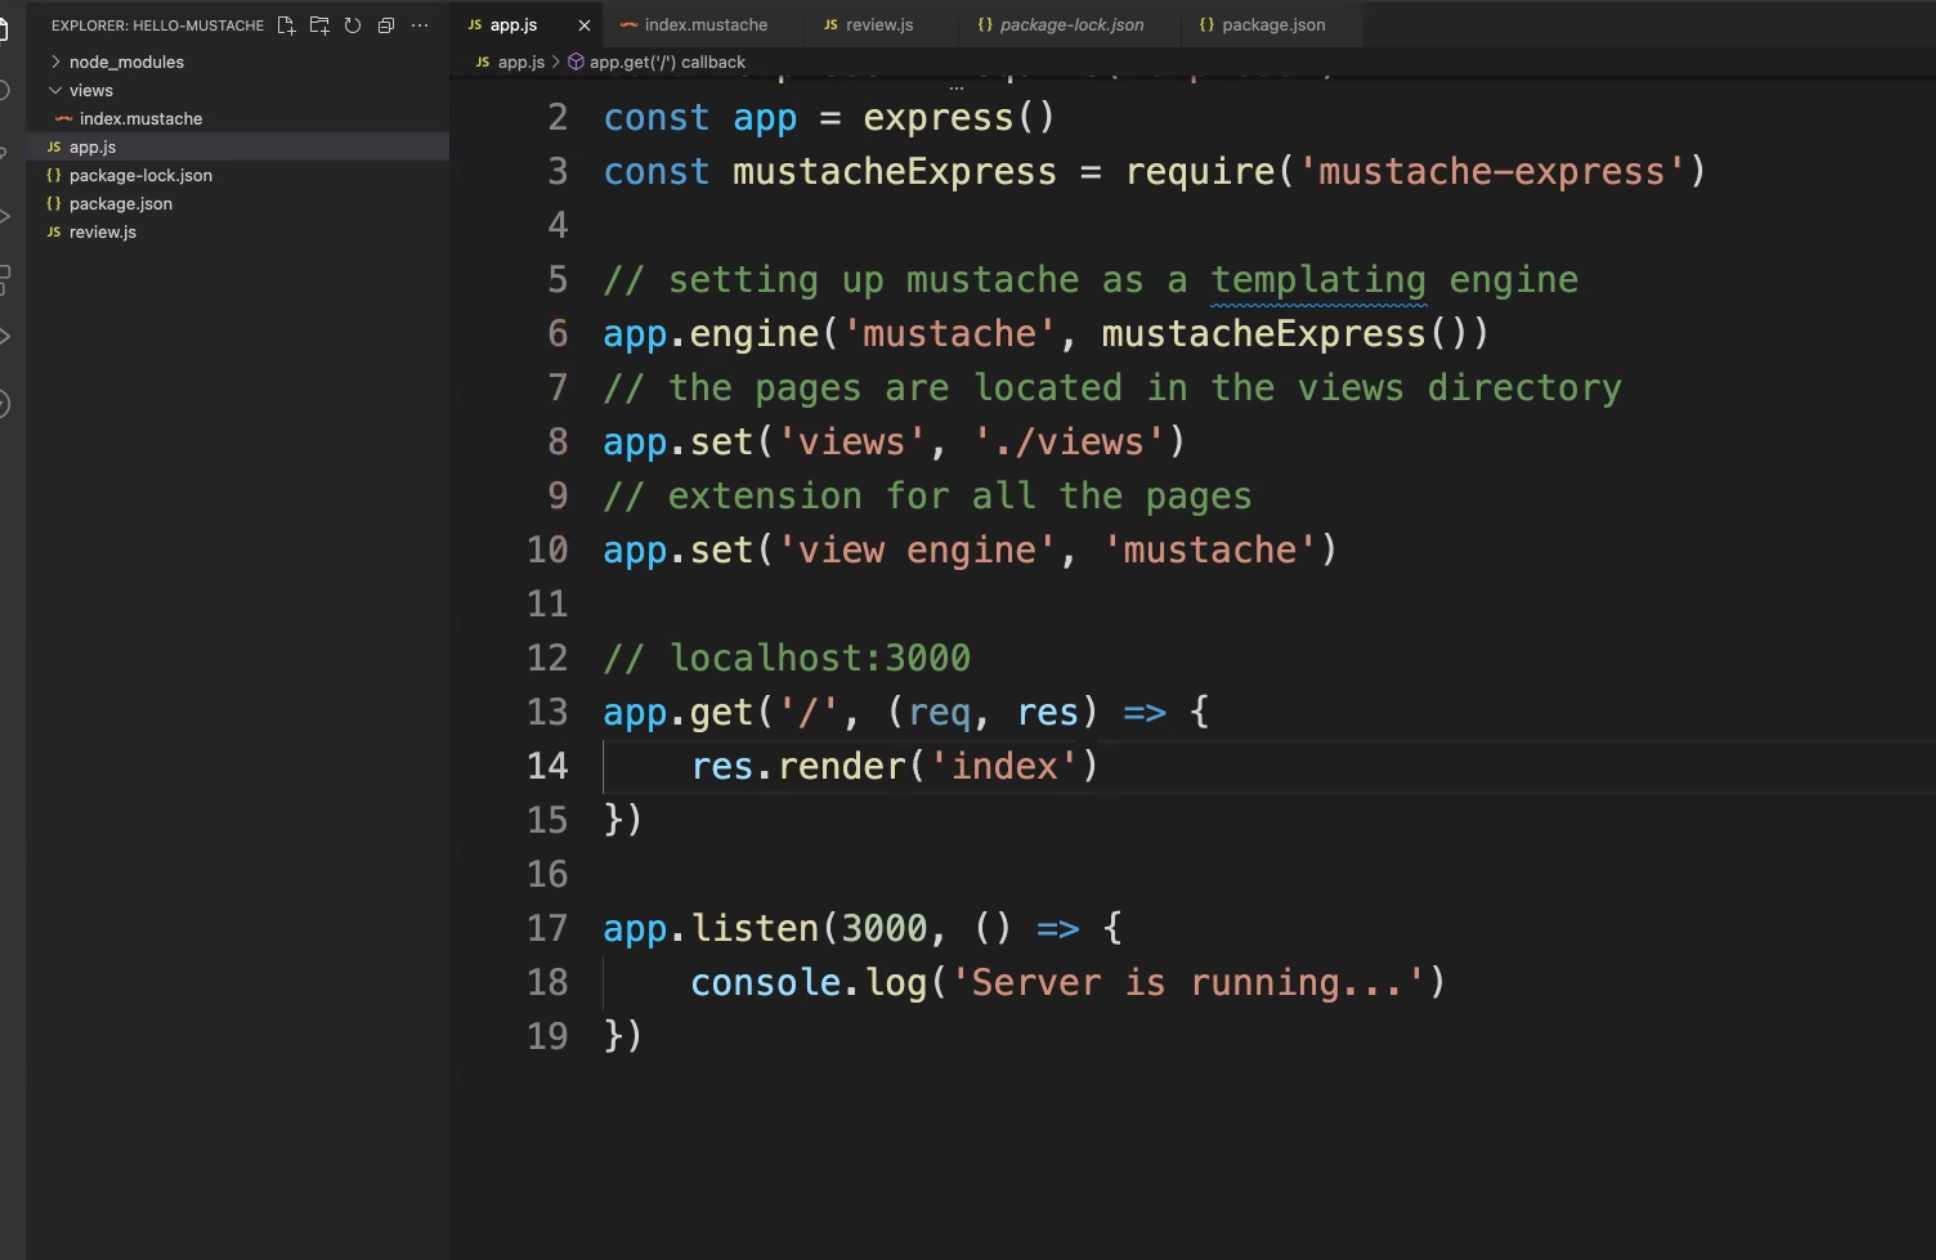 EXPLORER: HELLO-MUSTACHE
node_modules
views
index.mustache
JS app.js
{} package-lock.json
{} package.json
JS review.js
JS app.js
index.mustache
JS review.js
{} package-lock.json
{} package.json
JS app.js > app.get('/') callback
2 const app = express()
3 const mustacheExpress = require('mustache-express')
4
5 // setting up mustache as a templating engine
6 app.engine('mustache', mustacheExpress())
7 // the pages are located in the views directory
8 app.set('views', './views')
9 // extension for all the pages
10 app.set('view engine', 'mustache')
11
12 // localhost:3000
13 app.get('/', (req, res) => {
14 res.render('index')
15 })
16
17 app.listen(3000, () => {
18 console.log('Server is running...')
19 })